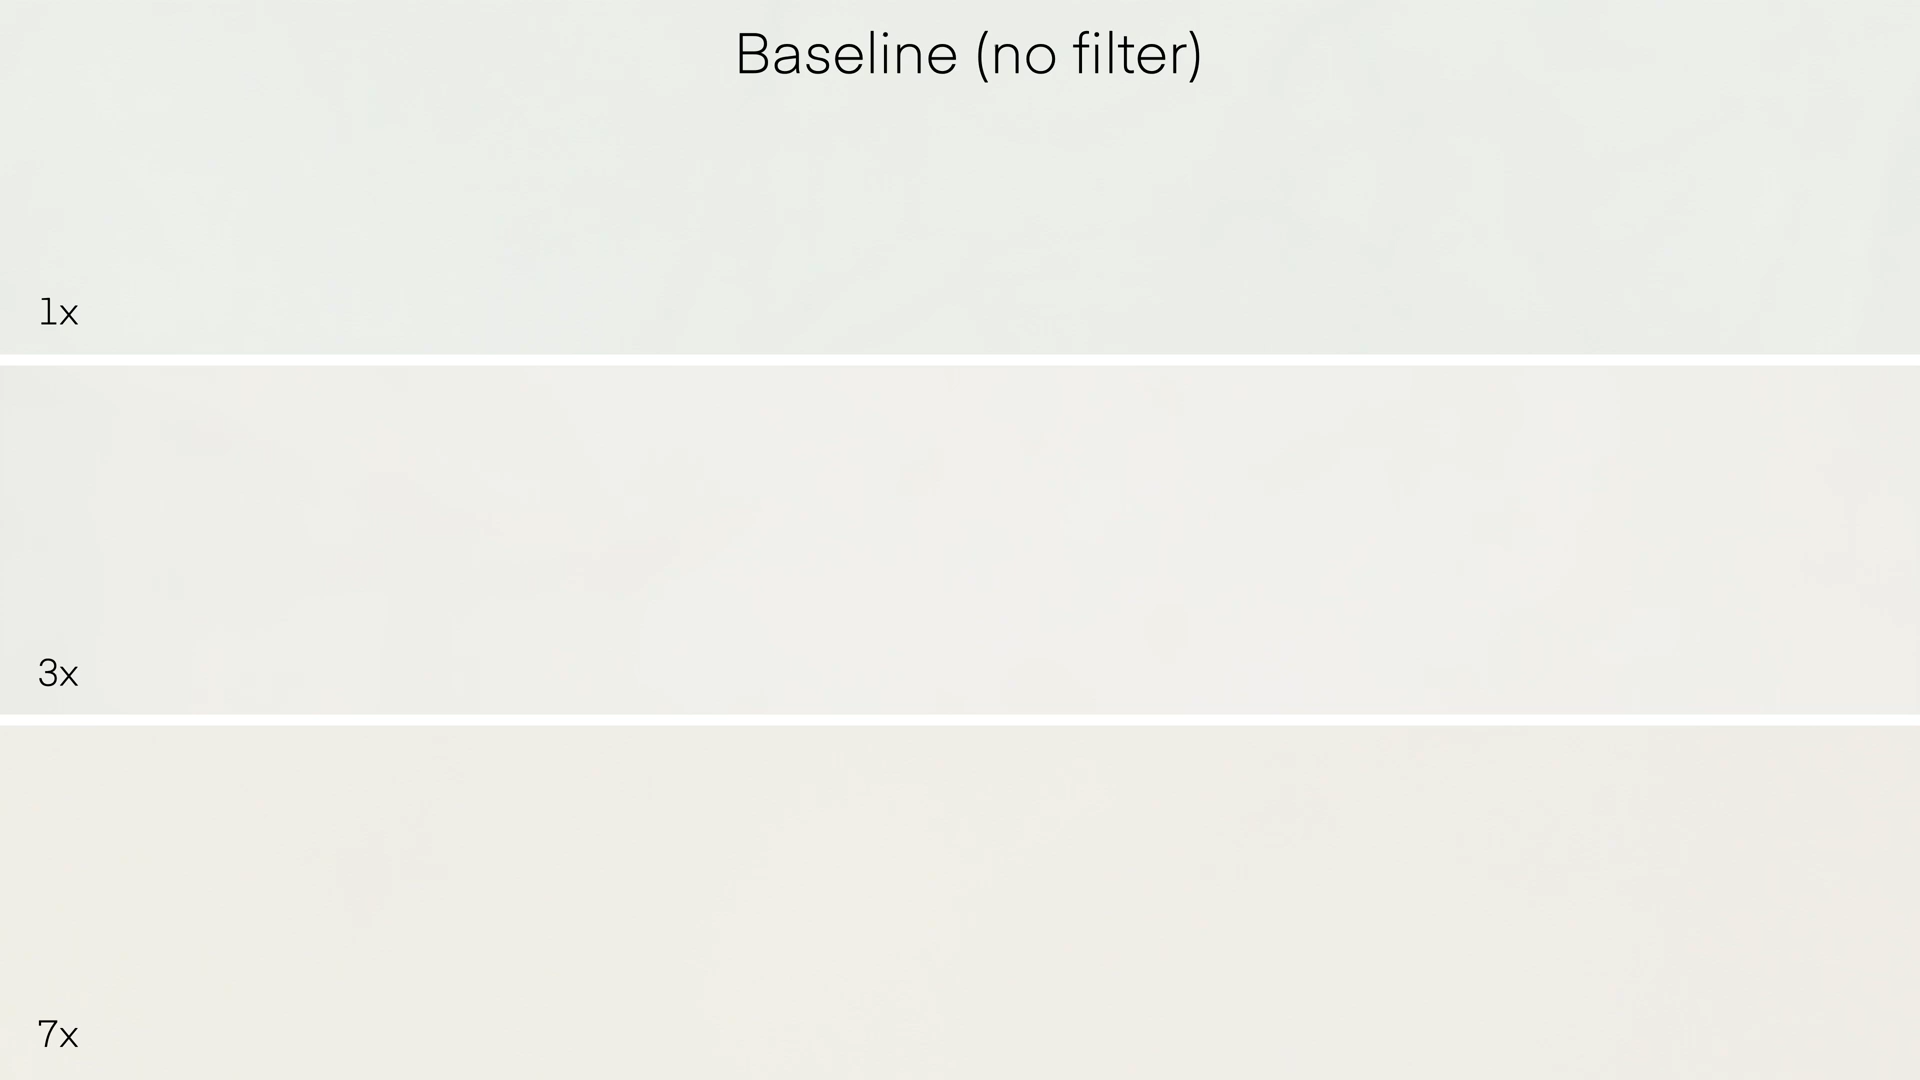 Baseline (no filter)
1x
3x
7x